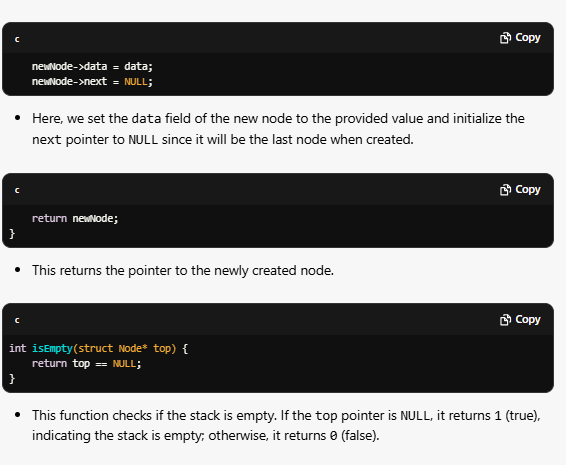 c
Copy
newNode->data = data;
newNode->next = NULL;
• Here, we set the data field of the new node to the provided value and initialize the
next pointer to NULL since it will be the last node when created.
c
Copy
return newNode;
}
• This returns the pointer to the newly created node.
c
Copy
int isEmpty(struct Node* top) {
return top == NULL;
}
• This function checks if the stack is empty. If the top pointer is NULL, it returns 1 (true),
indicating the stack is empty; otherwise, it returns 0 (false).